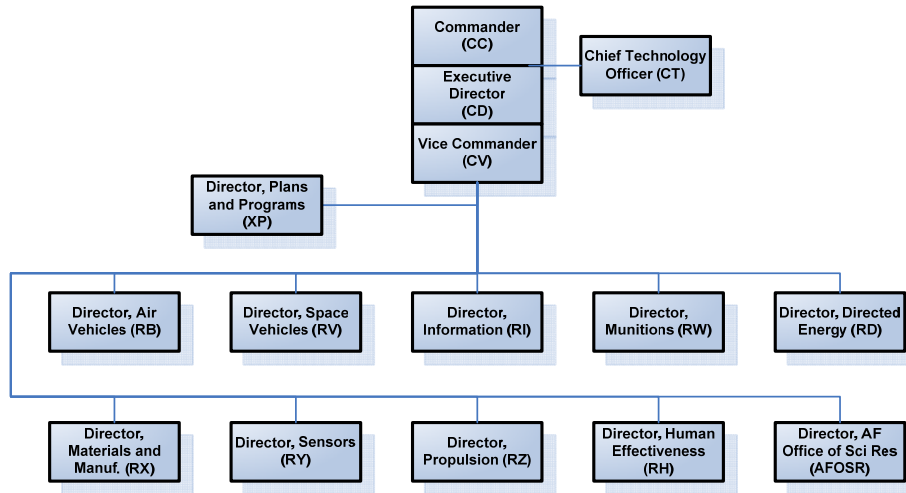 Commander
(CC)
Chief Technology
Officer (CT)
Executive
Director
(CD)
Vice Commander
(CV)
Director, Plans
and Programs
(XP)
Director, Air
Vehicles (RB)
Director, Space
Vehicles (RV)
Director,
Information (RI)
Director,
Munitions (RW)
Director, Directed
Energy (RD)
Director,
Materials and
Manuf. (RX)
Director, Sensors
(RY)
Director,
Propulsion (RZ)
Director, Human
Effectiveness
(RH)
Director, AF
Office of Sci Res
(AFOSR)